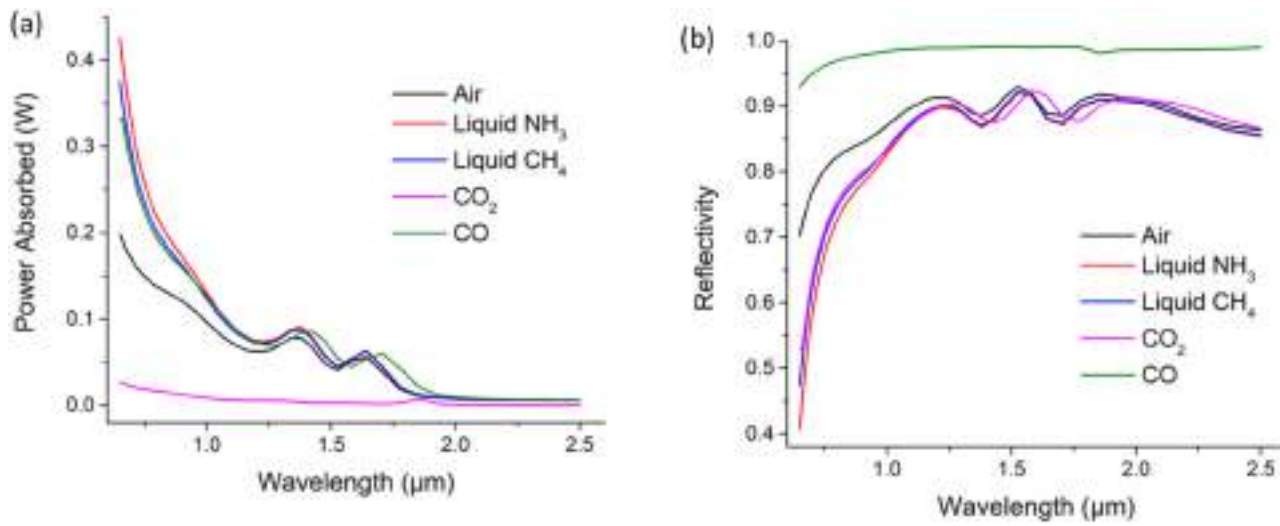 (a)
0.4
0.3
0.2
0.1
0.0
Power Absorbed (W)
Air
Liquid NH₃
Liquid CH₄
CO₂
CO
1.0 1.5 2.0 2.5
Wavelength (μm)
(b)
1.0
0.9
0.8
0.7
0.6
0.5
0.4
Reflectivity
Air
Liquid NH₃
Liquid CH₄
CO₂
CO
1.0 1.5 2.0 2.5
Wavelength (μm)